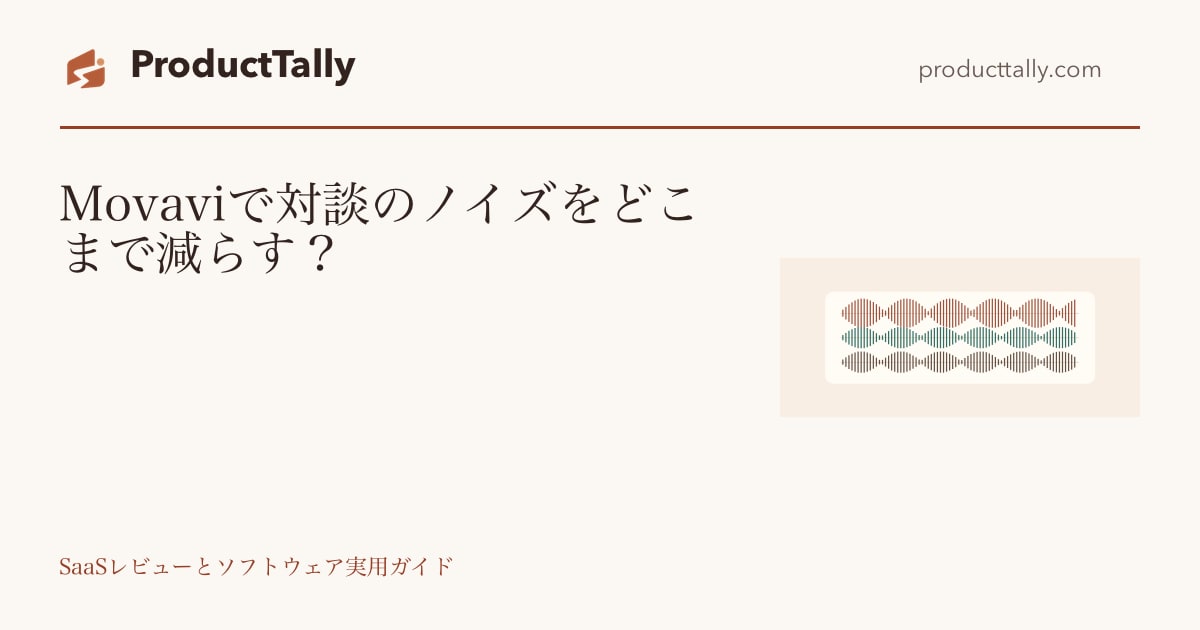 ProductTally
producttally.com
Movaviで対談のノイズをどこ
まで減らす？
SaaSレビューとソフトウェア実用ガイド